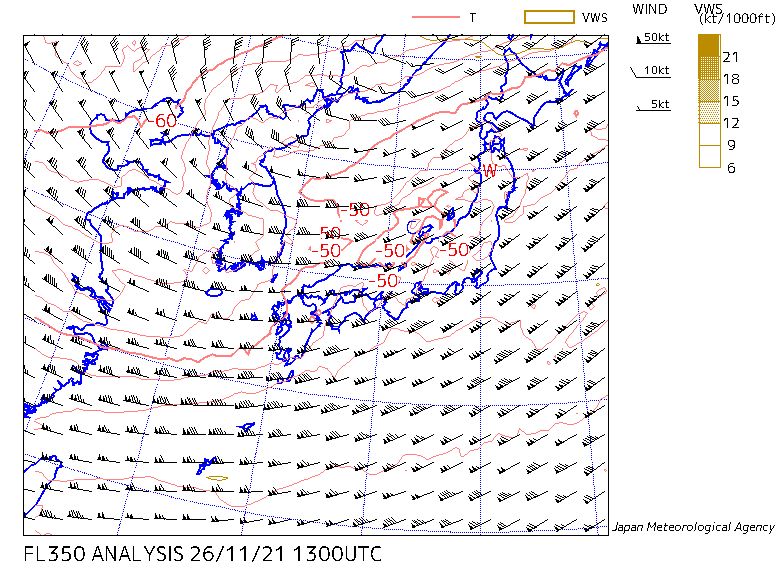 T
VWS
WIND
50kt
10kt
5kt
VWS
(kt/1000ft)
21
18
15
12
9
6
-60
W
-50
-50
-50
-50
-50
-50
Japan Meteorological Agency
FL350 ANALYSIS 26/11/21 1300UTC